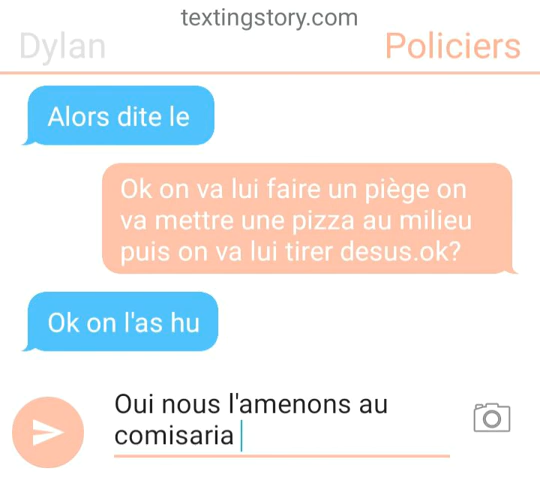 textingstory.com
Dylan
Policiers
Alors dite le
Ok on va lui faire un piège on
va mettre une pizza au milieu
puis on va lui tirer desus.ok?
Ok on l'as hu
Oui nous l'amenons au
comisaria